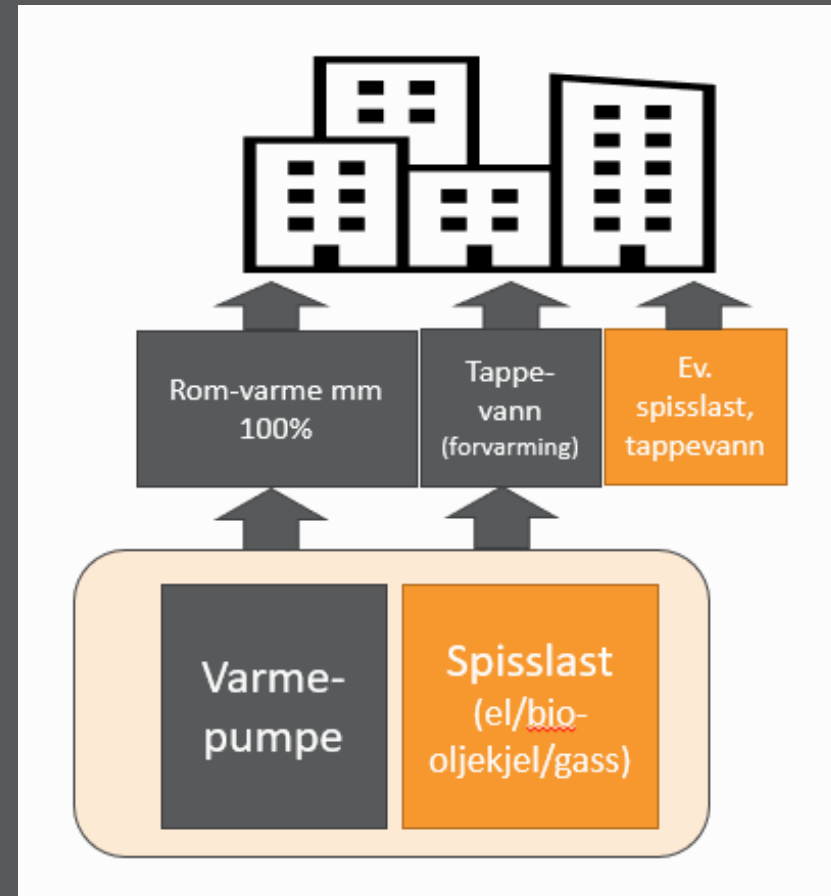 Rom-varme mm
100%
Tappe-
vann
(forvarming)
Ev.
spisslast,
tappevann
Varme-
pumpe
Spisslast
(el/bio-
oljekjel/gass)